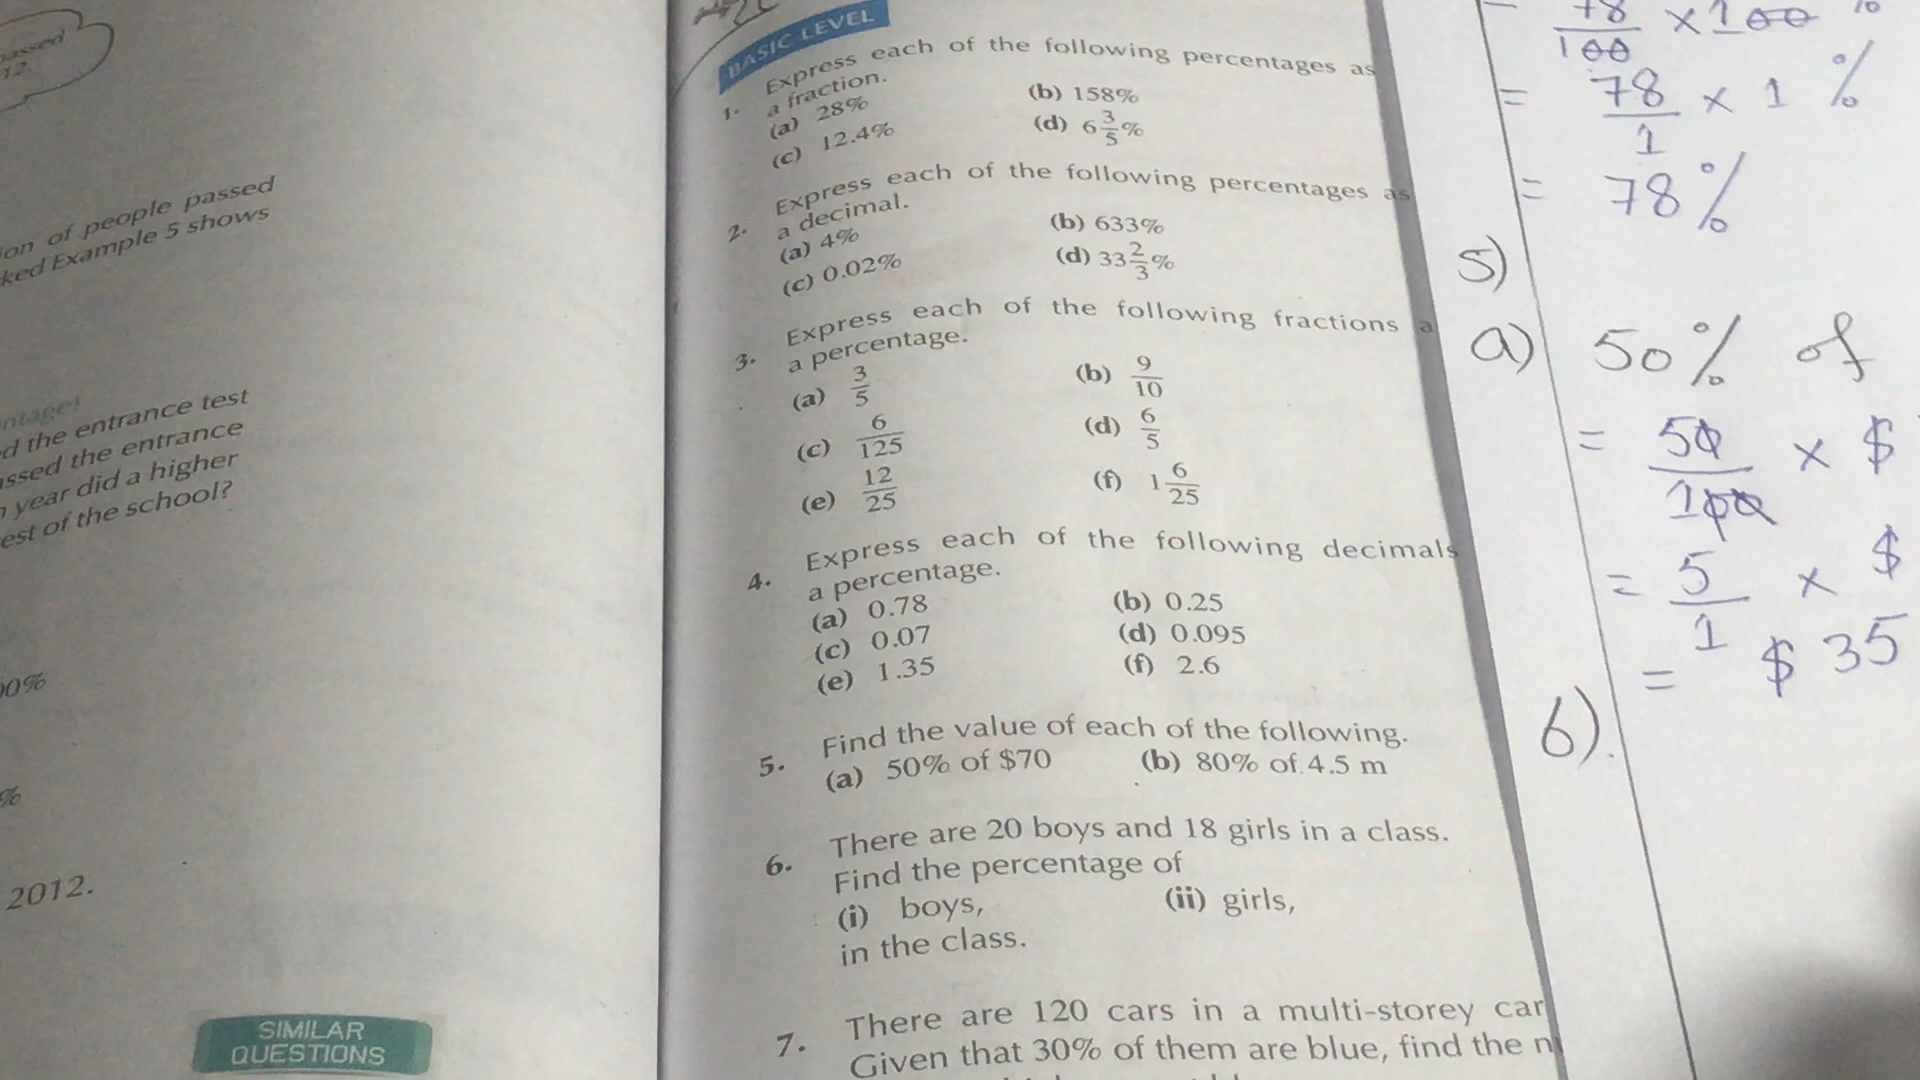 passed
12.
ion of people passed
ked Example 5 shows
d the entrance test
assed the entrance
year did a higher
est of the school?
00%
%
2012.
SIMILAR
QUESTIONS
BASIC LEVEL
1. Express each of the following percentages as
a fraction.
(a) 28% (b) 158%
(c) 12.4% (d) 6 3/5 %
2. Express each of the following percentages as
a decimal.
(a) 4% (b) 633%
(c) 0.02% (d) 33 2/3 %
3. Express each of the following fractions a
a percentage.
(a) 3/5 (b) 9/10
(c) 6/125 (d) 6/5
(e) 12/25 (f) 1 6/25
4. Express each of the following decimals
a percentage.
(a) 0.78 (b) 0.25
(c) 0.07 (d) 0.095
(e) 1.35 (f) 2.6
5. Find the value of each of the following.
(a) 50% of $70 (b) 80% of 4.5 m
6. There are 20 boys and 18 girls in a class.
Find the percentage of
(i) boys, (ii) girls,
in the class.
7. There are 120 cars in a multi-storey car
Given that 30% of them are blue, find the n
= 78/100 × 100 %
= 78/1 × 1 %
= 78%
5)
a) 50% of
= 50/100 × $
= 5/1 × $
= $35
6).